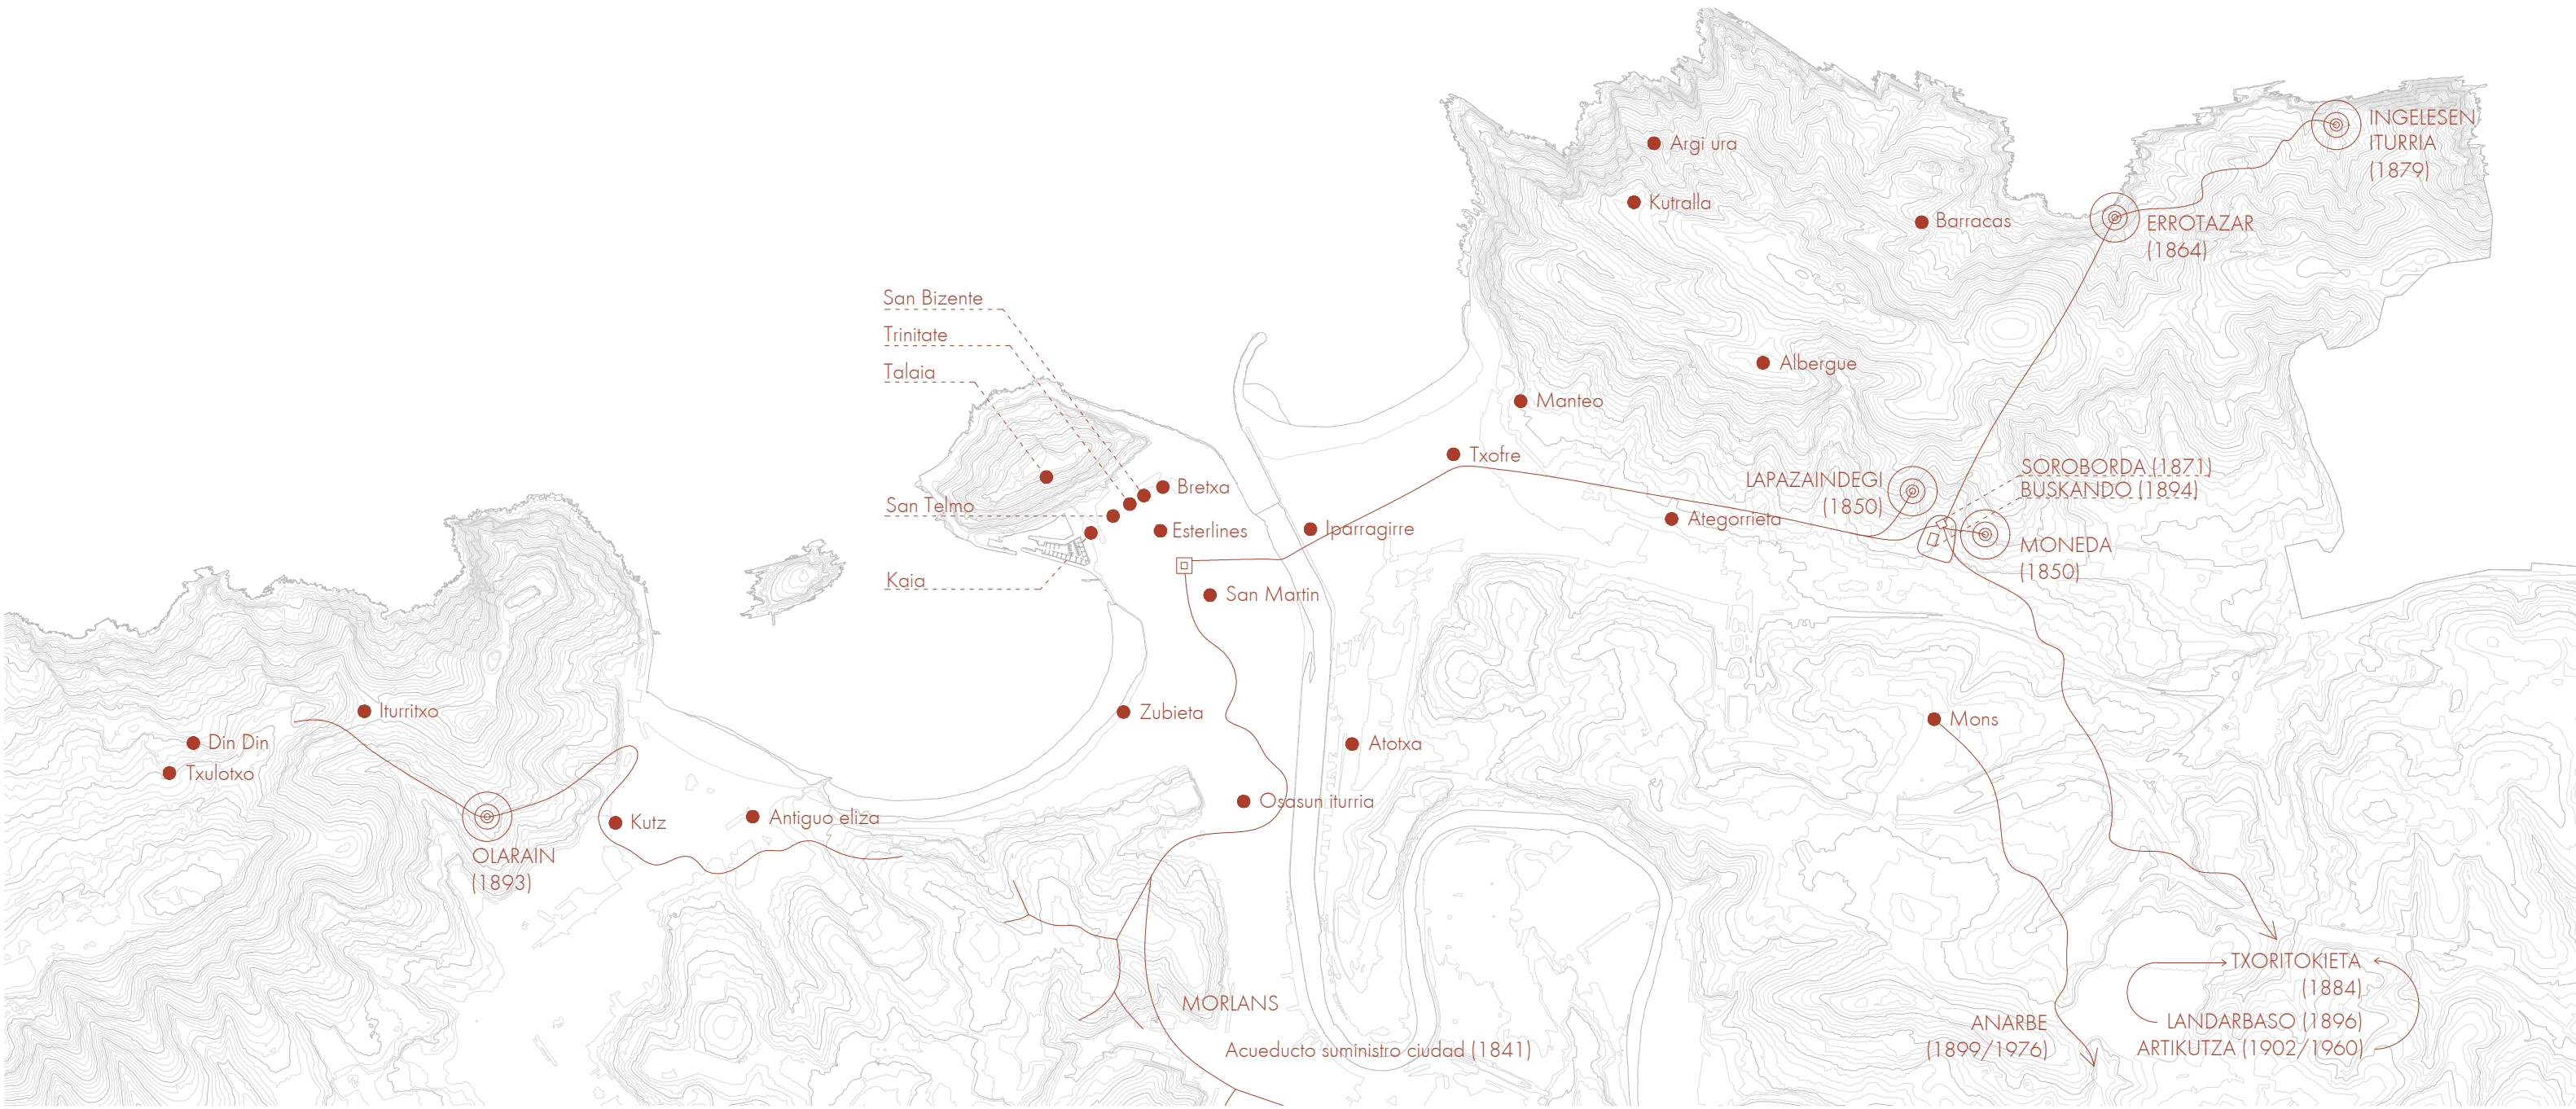 INGELESEN
ITURRIA
(1879)
Argi ura
Kutralla
Barracas
ERROTAZAR
(1864)
San Bizente
Trinitate
Talaia
Albergue
Manteo
Txofre
SOROBORDA (1871)
BUSKANDO (1894)
LAPAZAINDEGI
(1850)
Bretxa
San Telmo
Ategorrieta
Esterlines
Iparragirre
MONEDA
(1850)
Kaia
San Martin
Iturritxo
Zubieta
Mons
Din Din
Atotxa
Txulotxo
Osasun iturria
Kutz
Antiguo eliza
OLARAIN
(1893)
TXORITOKIETA
(1884)
MORLANS
LANDARBASO (1896)
ANARBE
(1899/1976)
ARTIKUTZA (1902/1960)
Acueducto suministro ciudad (1841)